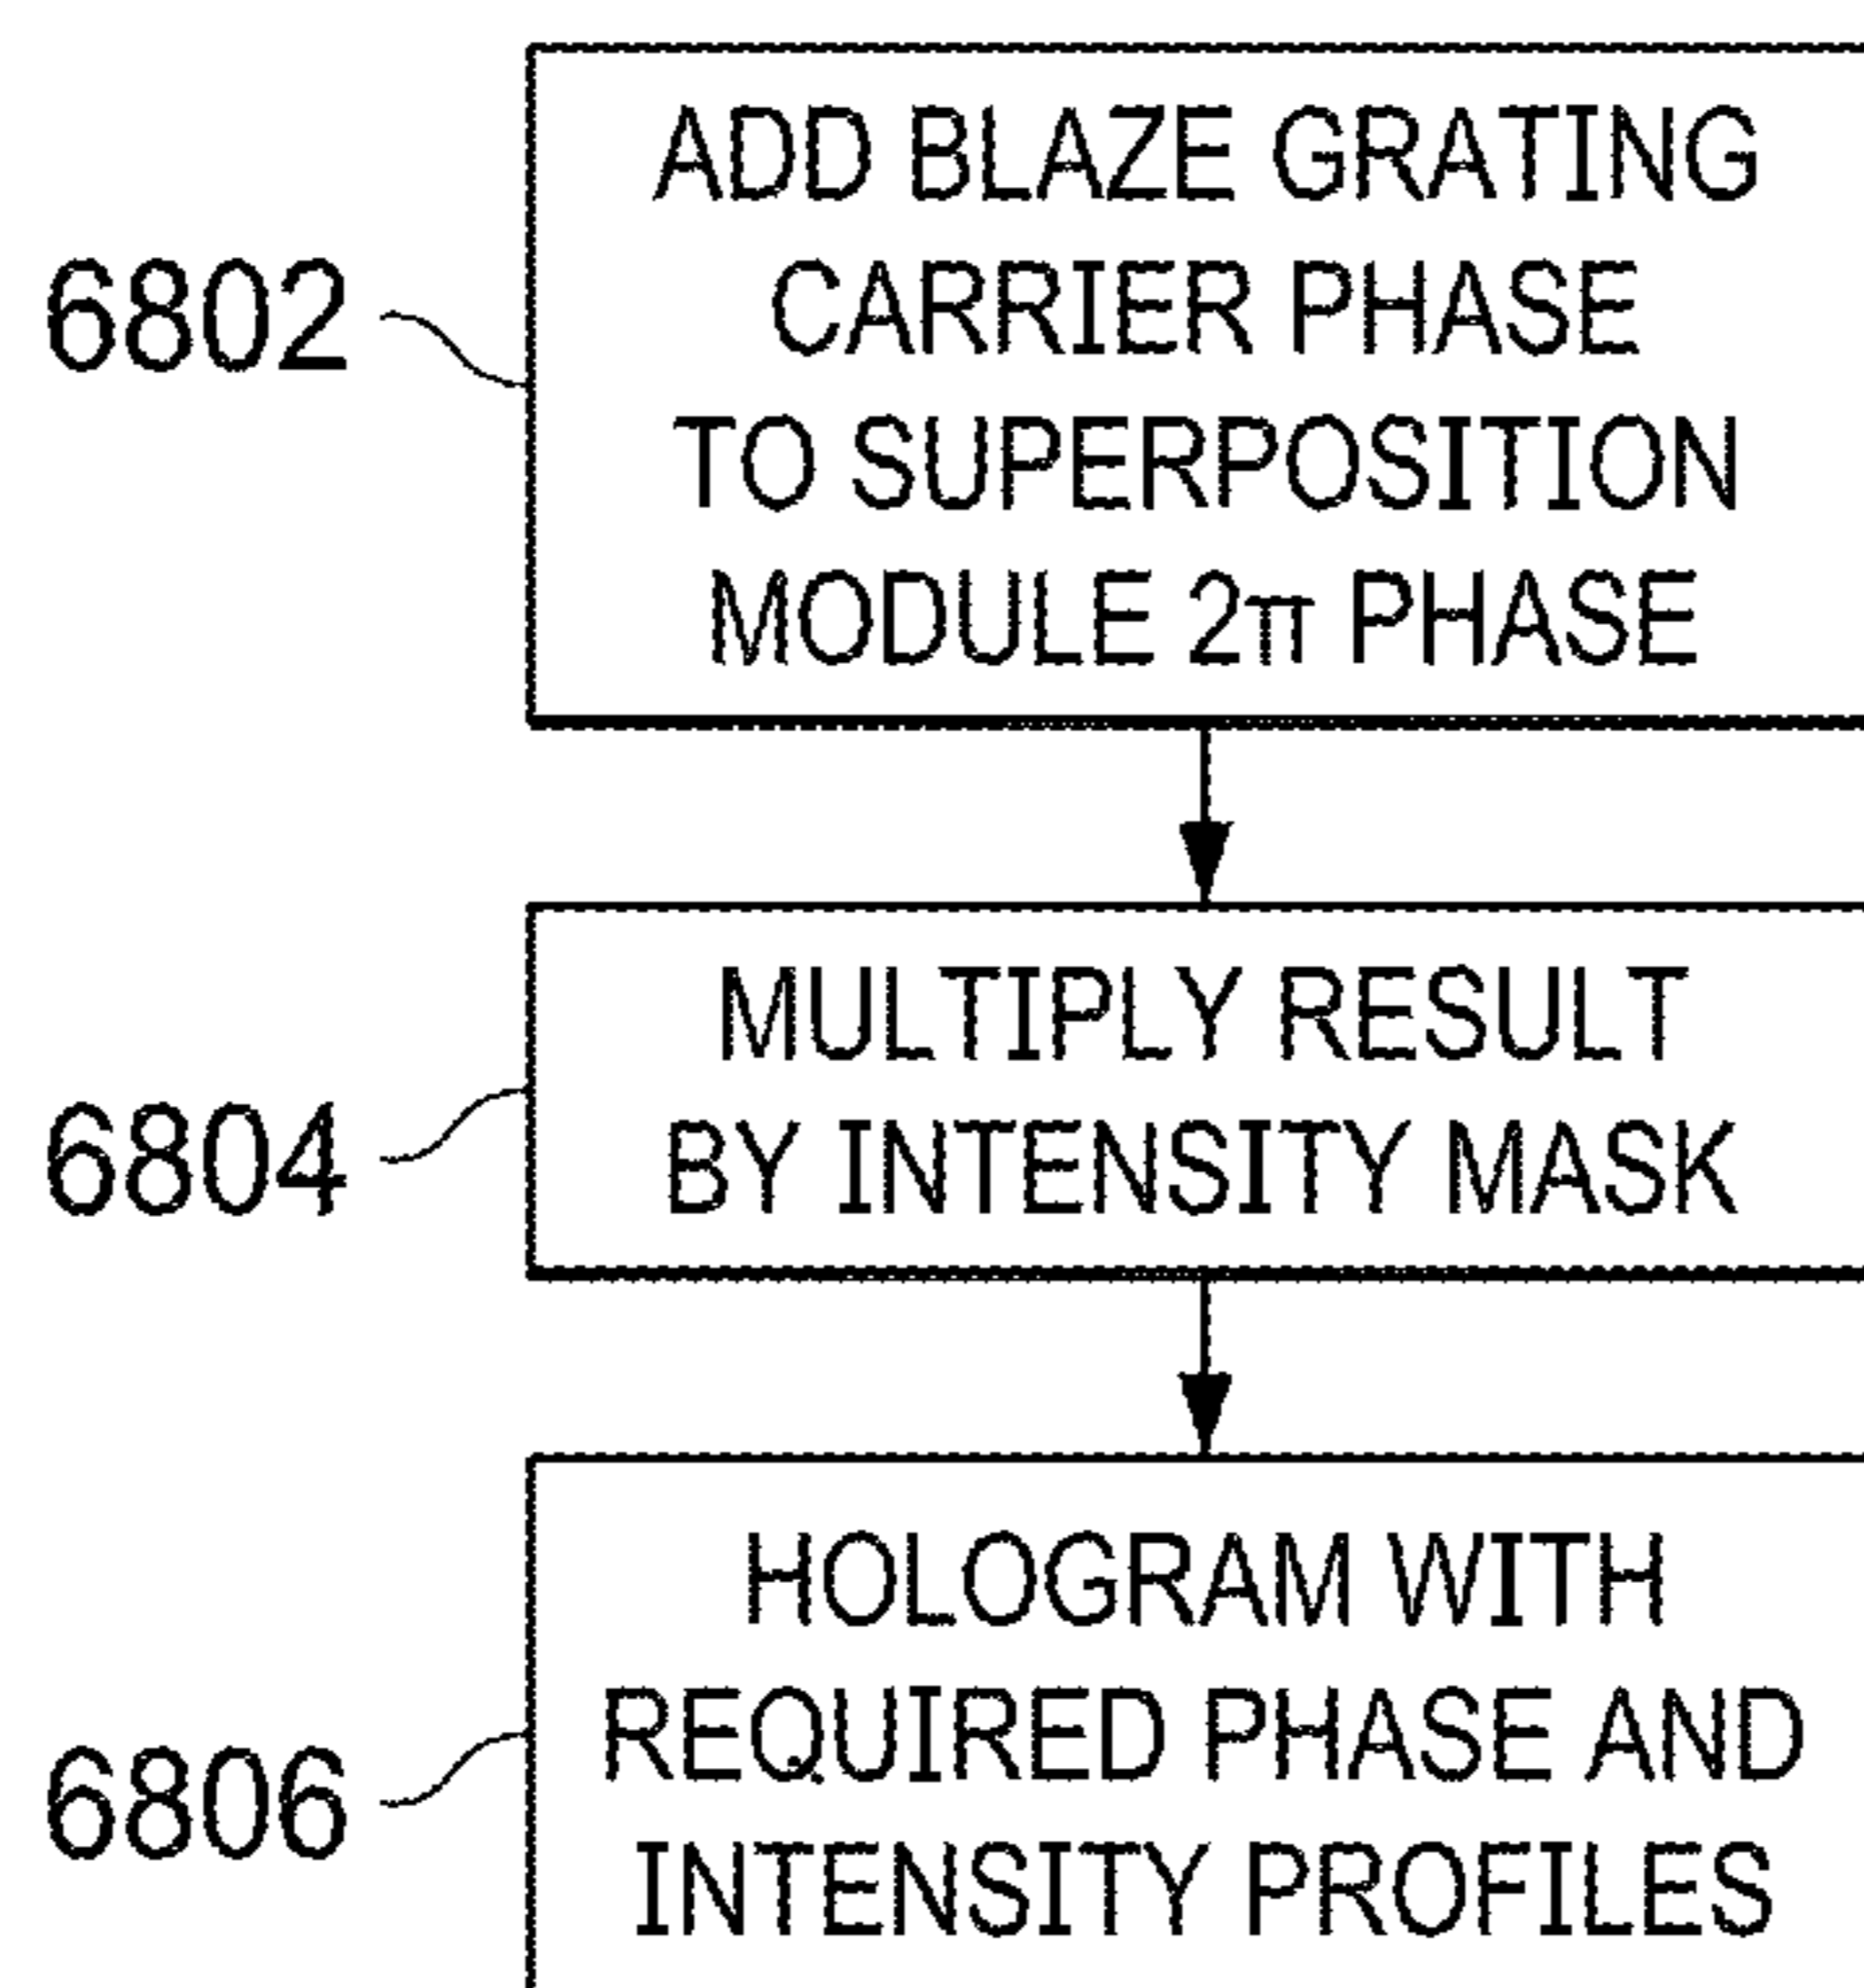 ADD BLAZE GRATING
CARRIER PHASE
TO SUPERPOSITION
MODULE 2π PHASE
6802
MULTIPLY RESULT
BY INTENSITY MASK
6804
HOLOGRAM WITH
REQUIRED PHASE AND
INTENSITY PROFILES
6806